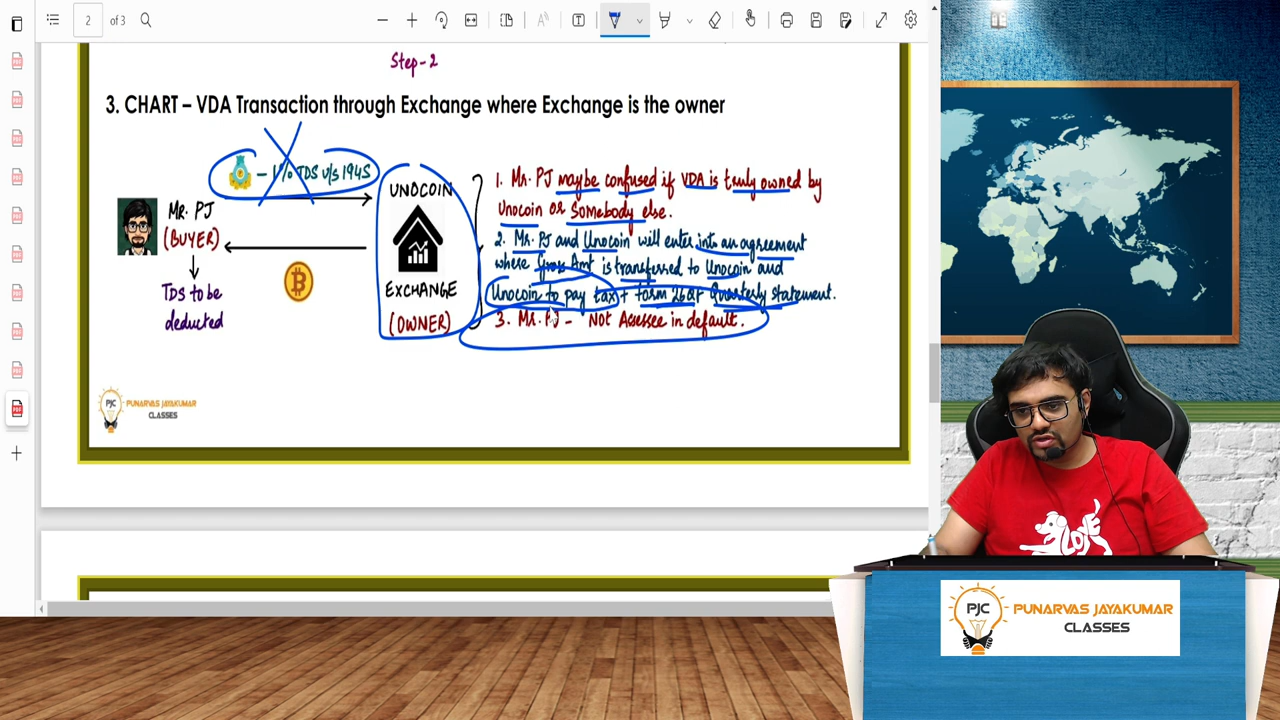 2 of 3
Step-2
3. CHART – VDA Transaction through Exchange where Exchange is the owner
– 1% TDS u/s 194S
MR. PJ
(BUYER)
TDS to be
deducted
UNOCOIN
EXCHANGE
(OWNER)
1. Mr. PJ maybe confused if VDA is truly owned by
Unocoin or Somebody else.
2. Mr. PJ and Unocoin will enter into an agreement
where Gross Amt is transferred to Unocoin and
Unocoin to pay tax + form 26QF Quarterly statement.
3. Mr. PJ – Not Assessee in default.
PJC
PUNARVAS JAYAKUMAR
CLASSES
LOVE
PJC
PUNARVAS JAYAKUMAR
CLASSES